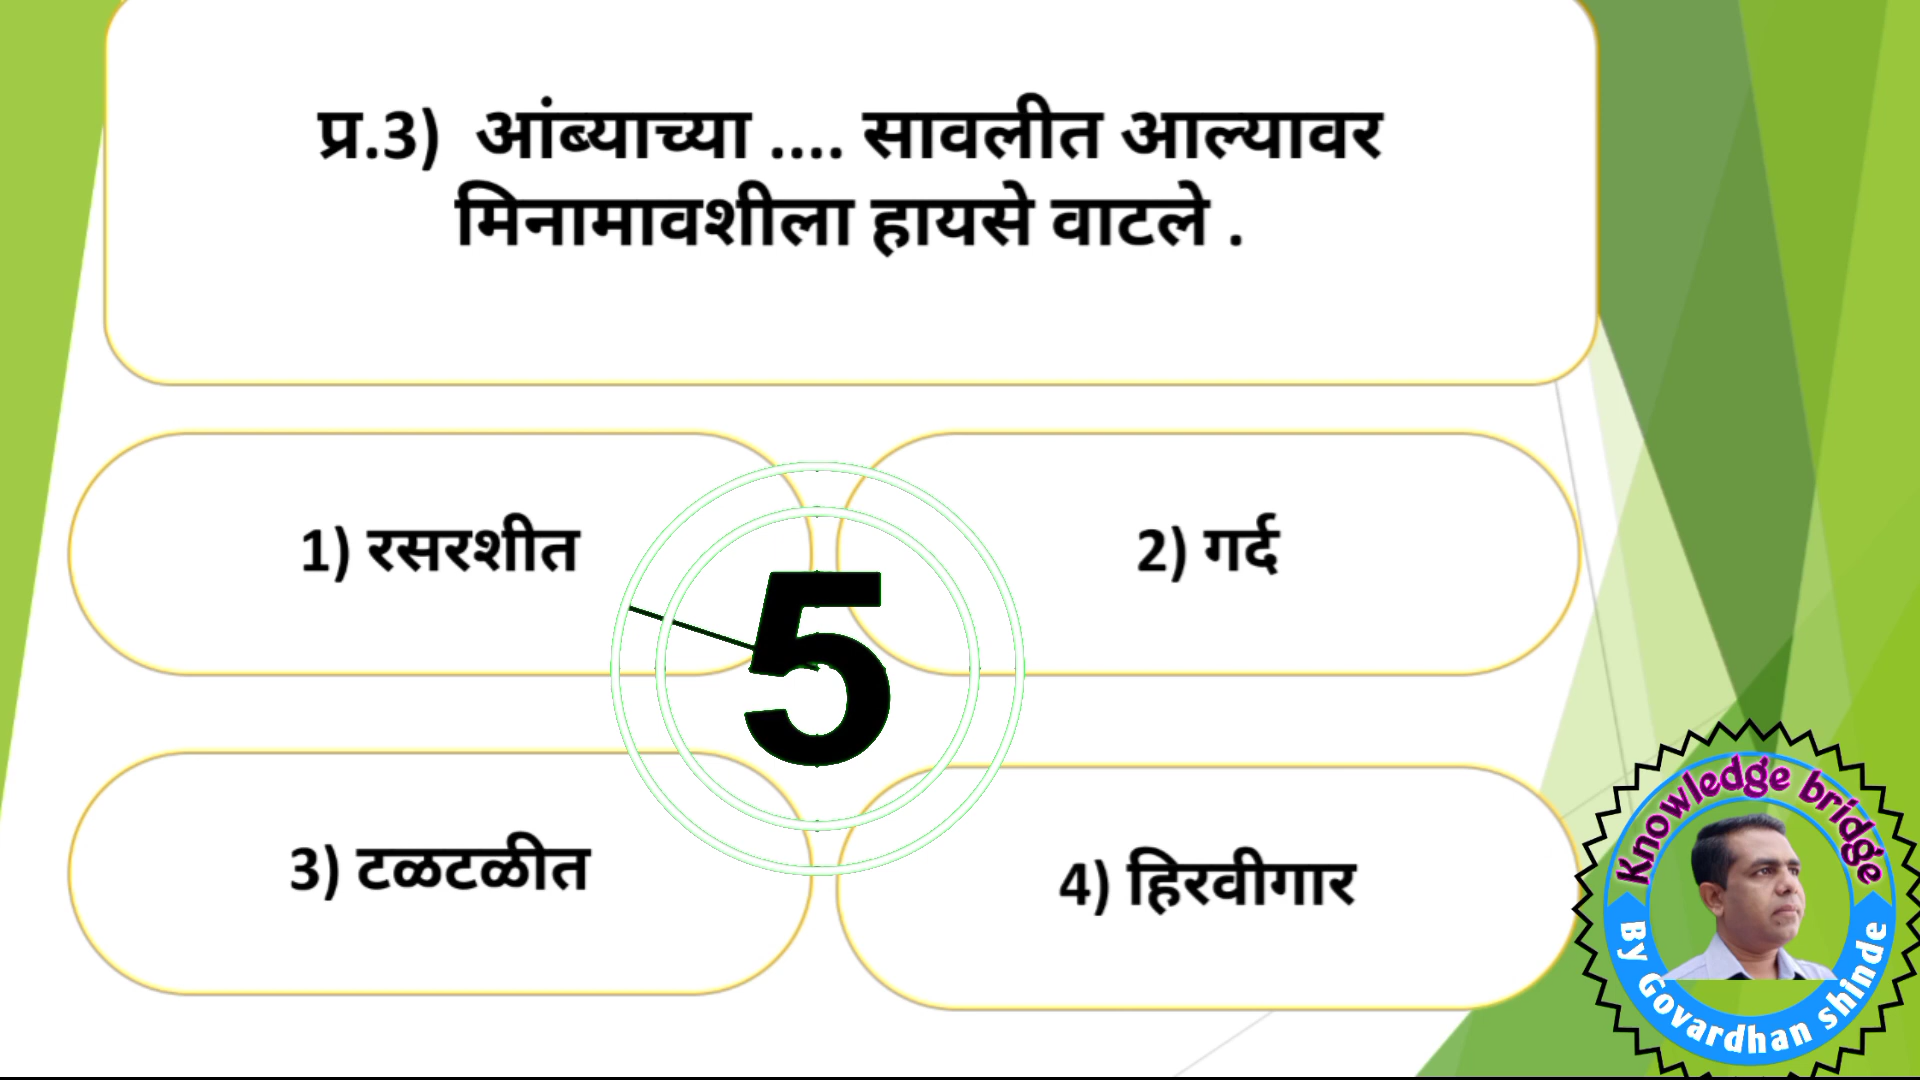 प्र.3) आंब्याच्या .... सावलीत आल्यावर
मिनामावशीला हायसे वाटले .
1) रसरशीत
2) गर्द
5
3) टळटळीत
4) हिरवीगार
Knowledge bridge
By Govardhan shinde